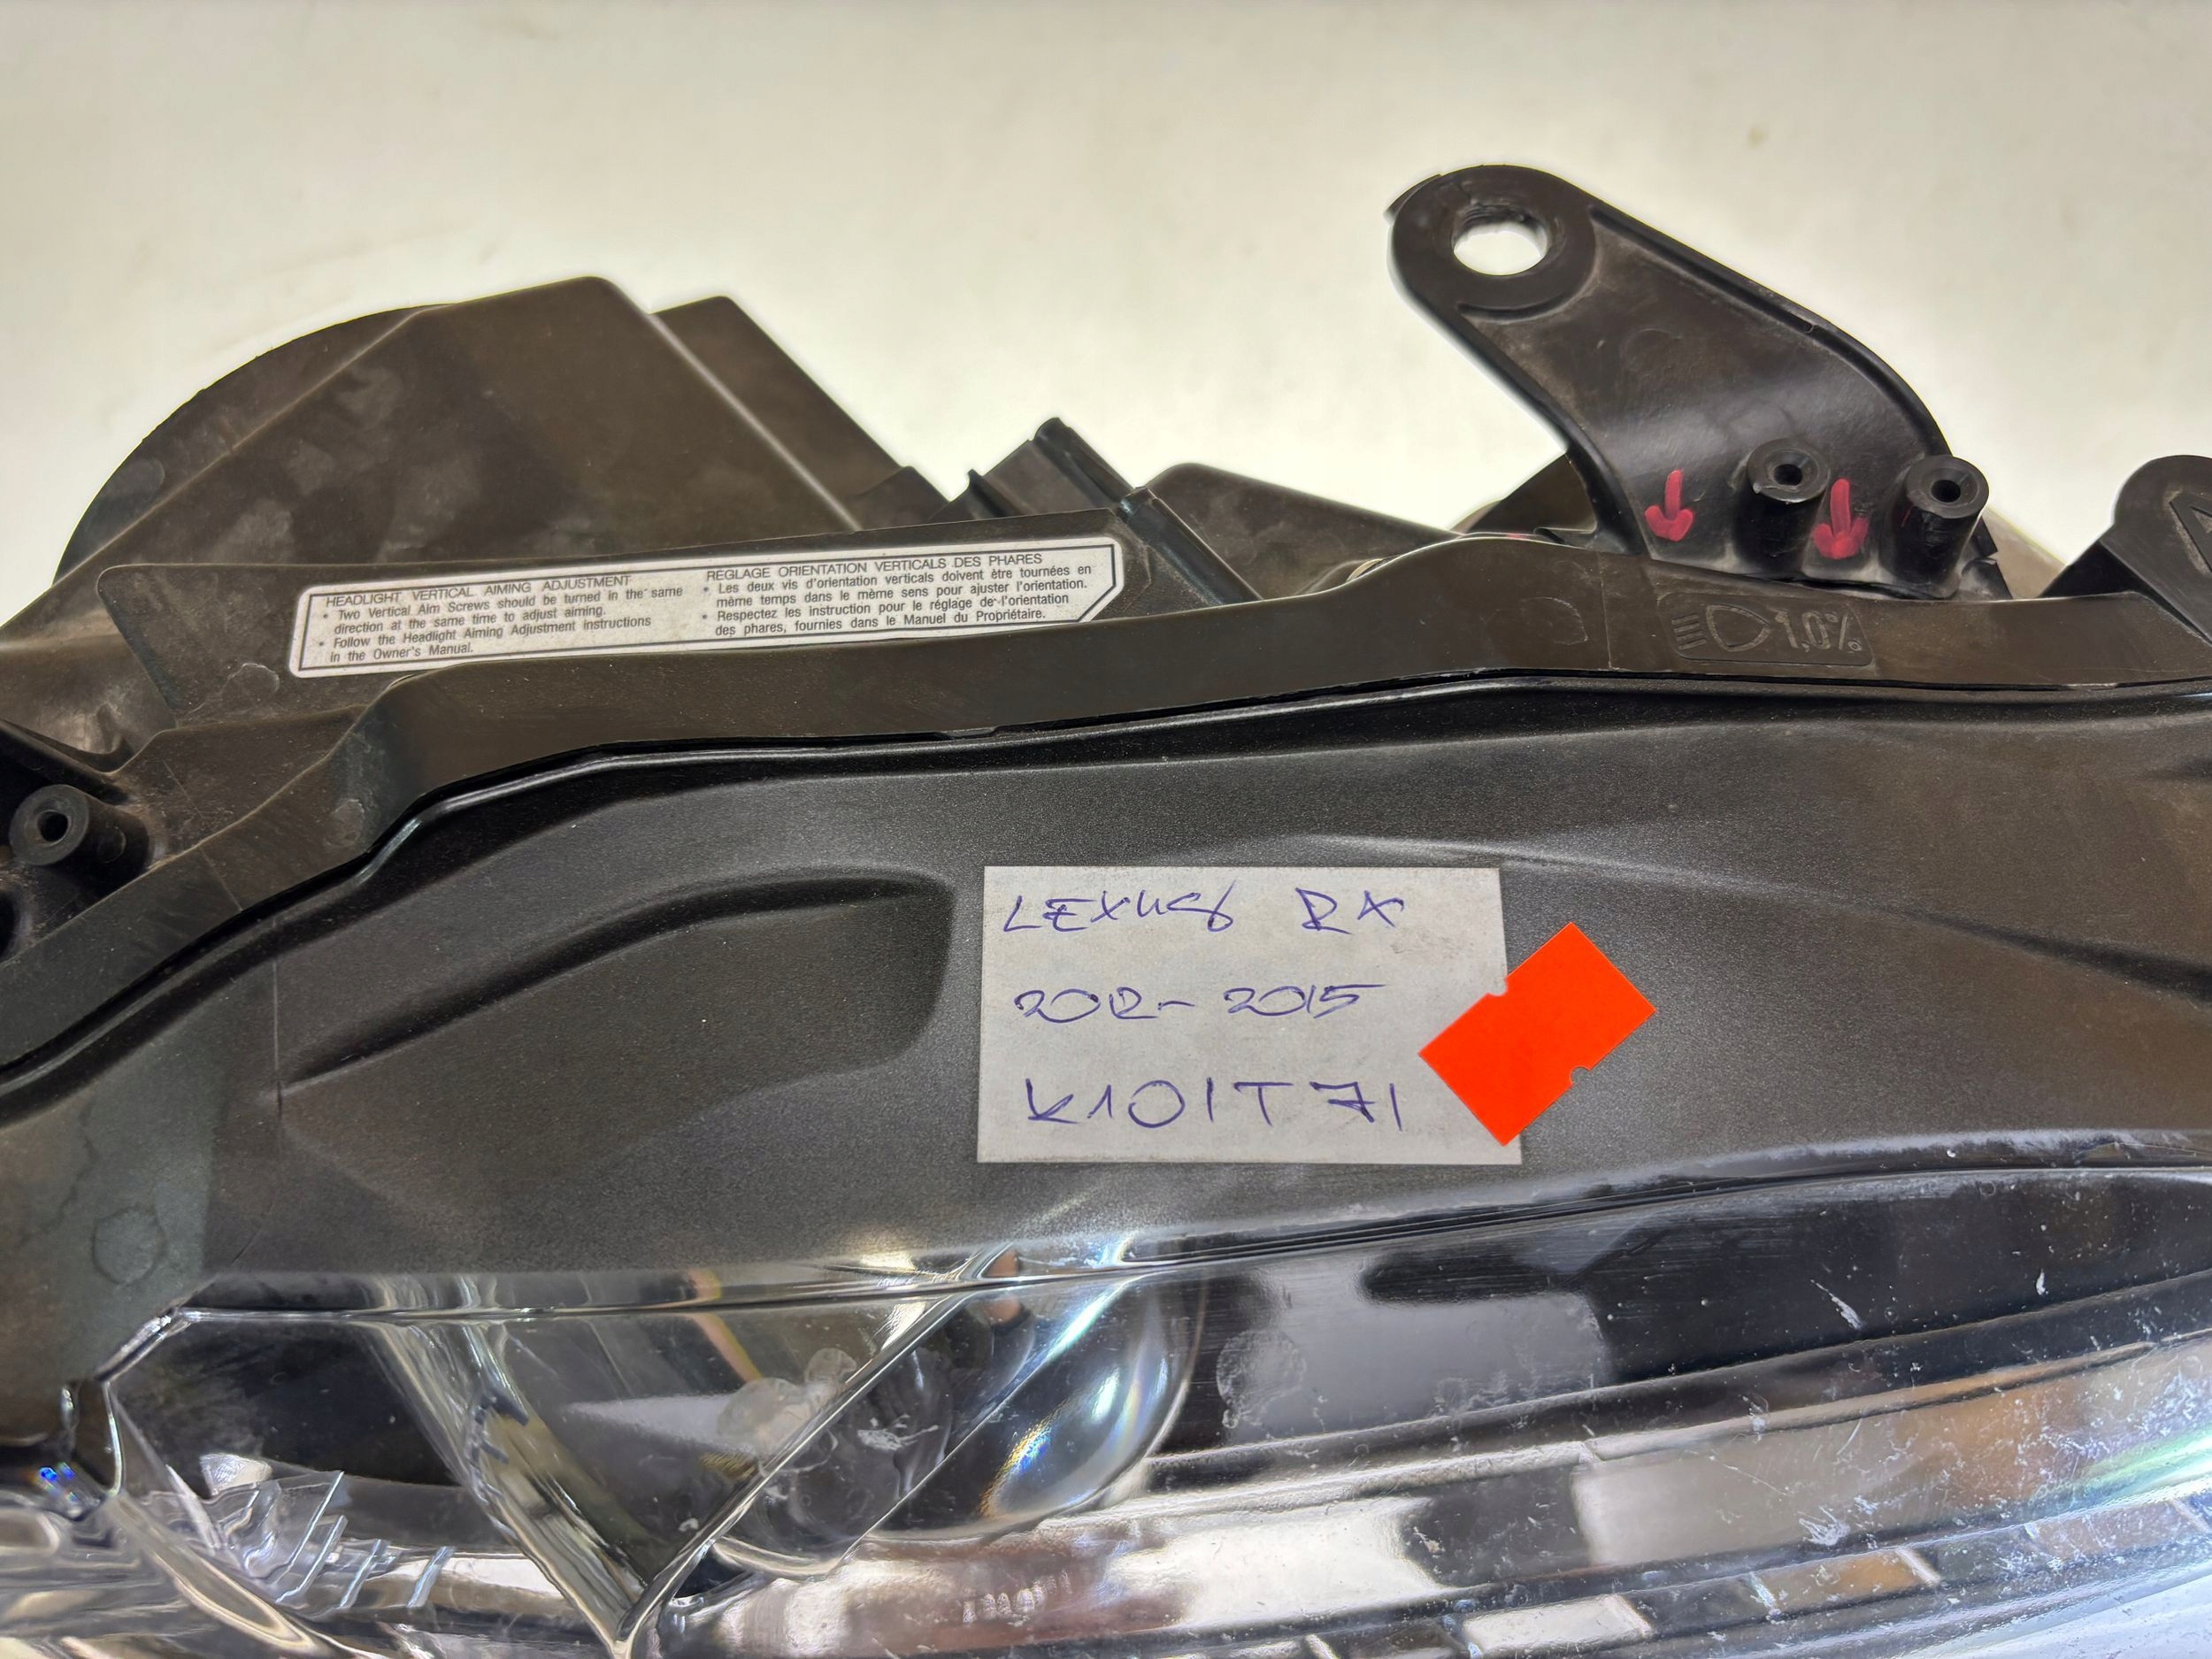 HEADLIGHT VERTICAL AIMING ADJUSTMENT
• Two Vertical Aim Screws should be turned in the same
direction at the same time to adjust aiming.
• Follow the Headlight Aiming Adjustment instructions
in the Owner's Manual.
REGLAGE ORIENTATION VERTICALS DES PHARES
• Les deux vis d'orientation verticals doivent être tournées en
même temps dans le même sens pour ajuster l'orientation.
• Respectez les instruction pour le réglage de l'orientation
des phares, fournies dans le Manuel du Propriétaire.
1,0%
LEXUS RX
2012-2015
K101T71